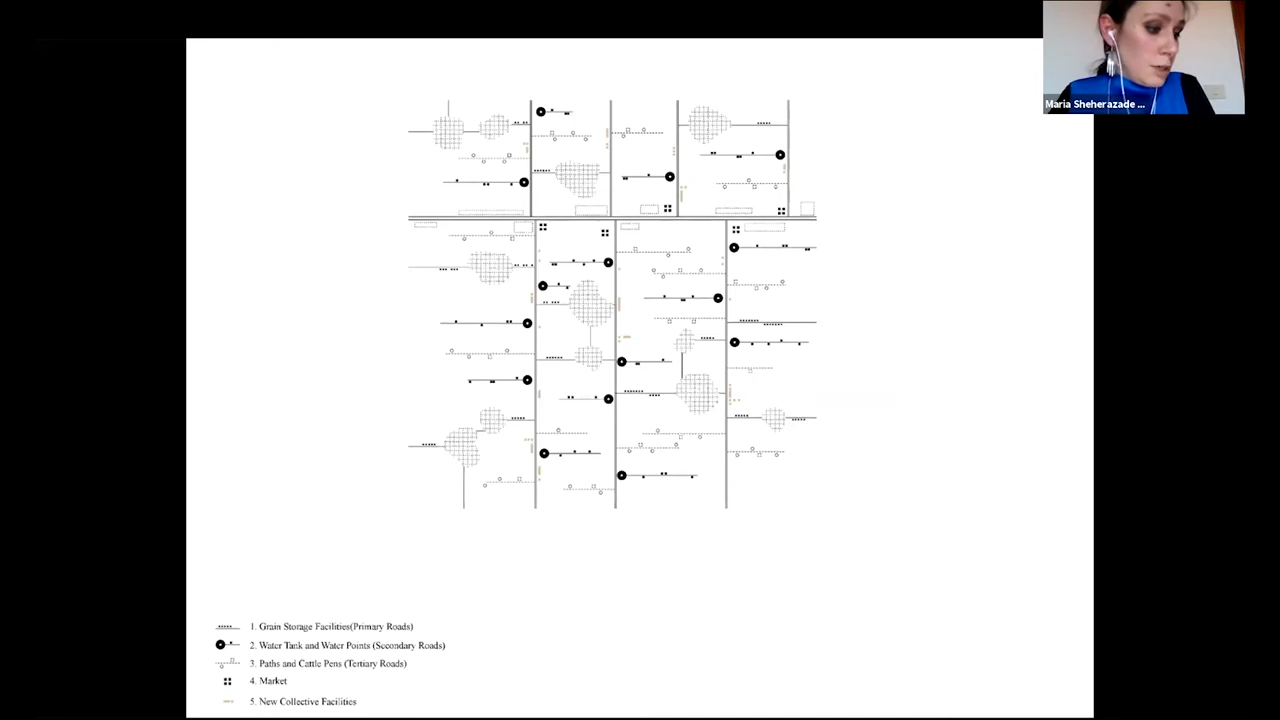 Maria Sheherazade ...
1. Grain Storage Facilities(Primary Roads)
2. Water Tank and Water Points (Secondary Roads)
3. Paths and Cattle Pens (Tertiary Roads)
4. Market
5. New Collective Facilities